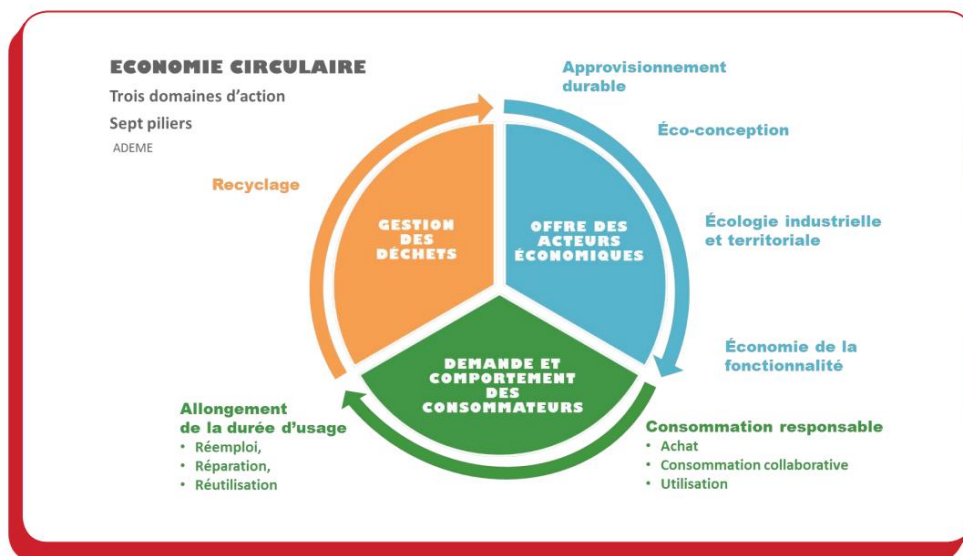 ECONOMIE CIRCULAIRE
Trois domaines d'action
Sept piliers
ADEME
Approvisionnement
durable
Éco-conception
Recyclage
GESTION
DES
DÉCHETS
OFFRE DES
ACTEURS
ÉCONOMIQUES
Écologie industrielle
et territoriale
Économie de la
fonctionnalité
DEMANDE ET
COMPORTEMENT
DES
CONSOMMATEURS
Allongement
de la durée d'usage
• Réemploi,
• Réparation,
• Réutilisation
Consommation responsable
• Achat
• Consommation collaborative
• Utilisation